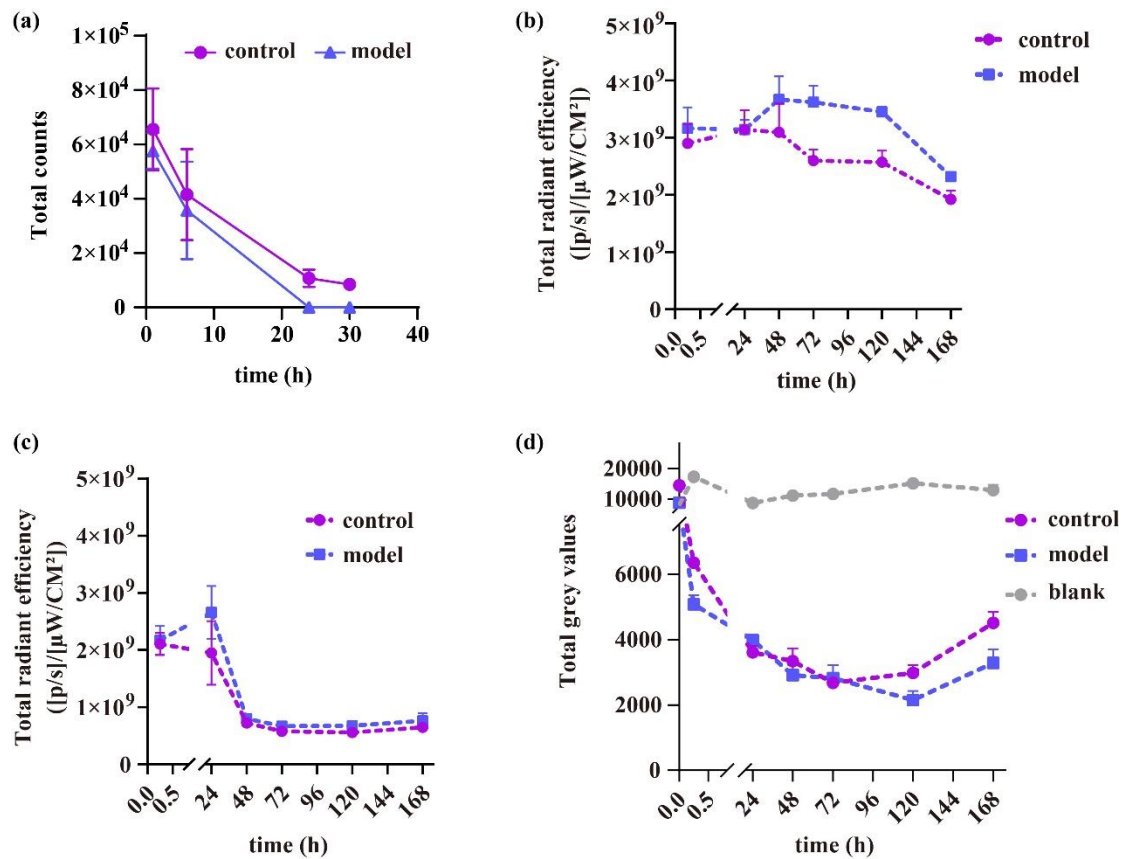 (a)
control
model
Total counts
1×10⁵
8×10⁴
6×10⁴
4×10⁴
2×10⁴
0
0
10
20
30
40
time (h)
(b)
control
model
Total radiant efficiency
([p/s]/[µW/CM²])
5×10⁹
4×10⁹
3×10⁹
2×10⁹
1×10⁹
0
0.0
0.5
24
48
72
96
120
144
168
time (h)
(c)
control
model
Total radiant efficiency
([p/s]/[µW/CM²])
5×10⁹
4×10⁹
3×10⁹
2×10⁹
1×10⁹
0
0.0
0.5
24
48
72
96
120
144
168
time (h)
(d)
control
model
blank
Total grey values
20000
10000
6000
4000
2000
0
0.0
0.5
24
48
72
96
120
144
168
time (h)